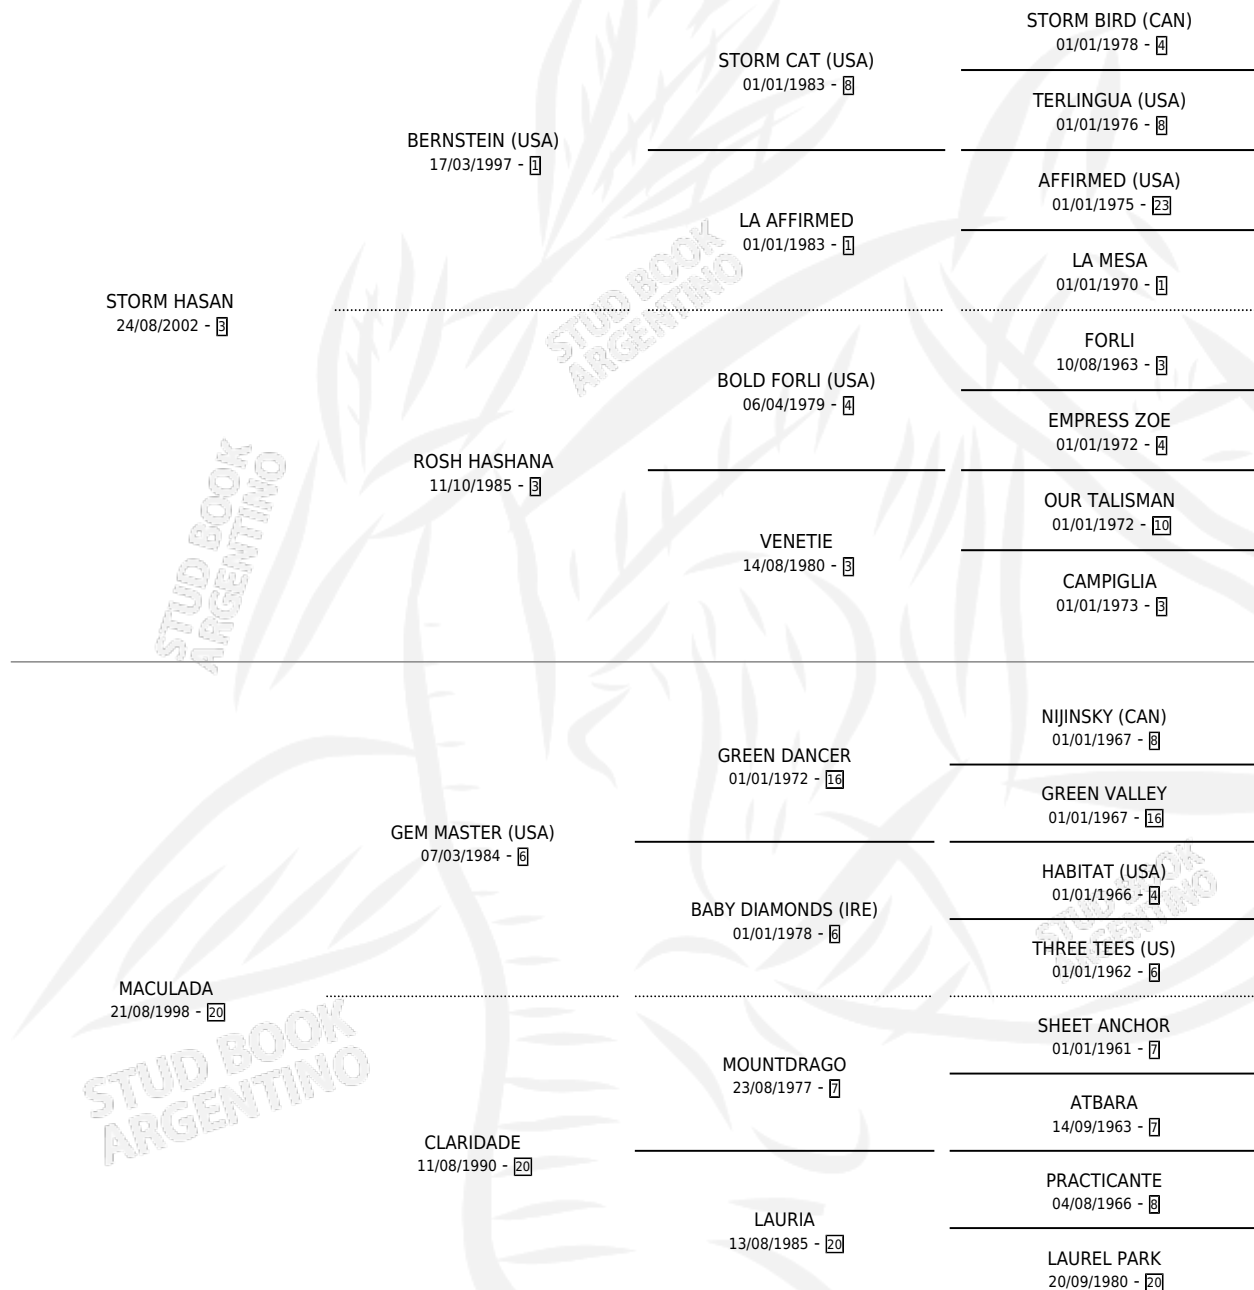 STORM BIRD (CAN)
01/01/1978 - 4
STORM CAT (USA)
01/01/1983 - 8
TERLINGUA (USA)
01/01/1976 - 8
BERNSTEIN (USA)
17/03/1997 - 1
AFFIRMED (USA)
01/01/1975 - 23
LA AFFIRMED
01/01/1983 - 1
LA MESA
01/01/1970 - 1
STORM HASAN
24/08/2002 - 3
FORLI
10/08/1963 - 3
BOLD FORLI (USA)
06/04/1979 - 4
EMPRESS ZOE
01/01/1972 - 4
ROSH HASHANA
11/10/1985 - 3
OUR TALISMAN
01/01/1972 - 10
VENETIE
14/08/1980 - 3
CAMPIGLIA
01/01/1973 - 3
NIJINSKY (CAN)
01/01/1967 - 8
GREEN DANCER
01/01/1972 - 16
GREEN VALLEY
01/01/1967 - 16
GEM MASTER (USA)
07/03/1984 - 6
HABITAT (USA)
01/01/1966 - 4
BABY DIAMONDS (IRE)
01/01/1978 - 6
THREE TEES (US)
01/01/1962 - 6
MACULADA
21/08/1998 - 20
SHEET ANCHOR
01/01/1961 - 7
MOUNTDRAGO
23/08/1977 - 7
ATBARA
14/09/1963 - 7
CLARIDADE
11/08/1990 - 20
PRACTICANTE
04/08/1966 - 8
LAURIA
13/08/1985 - 20
LAUREL PARK
20/09/1980 - 20
STUD BOOK
ARGENTINO
STUD BOOK
ARGENTINO
STUD BOOK
ARGENTINO
STUD BOOK
ARGENTINO